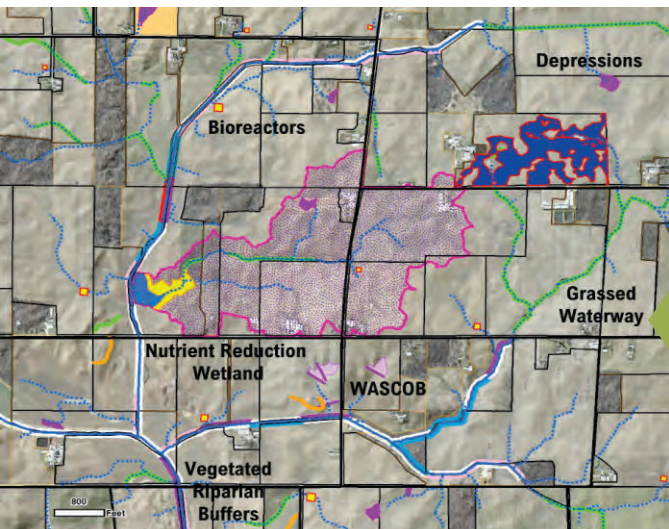 Depressions
Bioreactors
Grassed
Waterway
Nutrient Reduction
Wetland
WASCOB
Vegetated
Riparian
Buffers
800
Feet